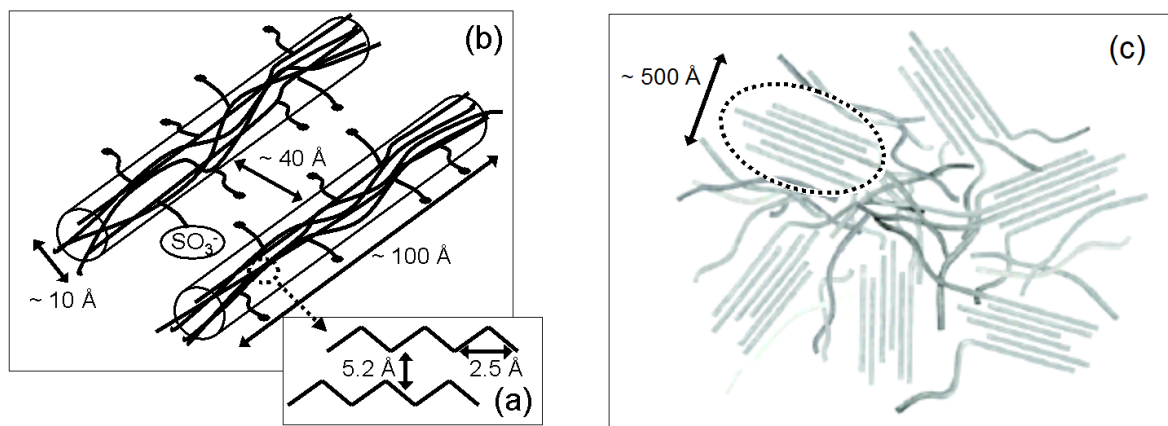 (b)
~ 40 Å
SO3-
~ 100 Å
~ 10 Å
5.2 Å
2.5 Å
(a)
(c)
~ 500 Å